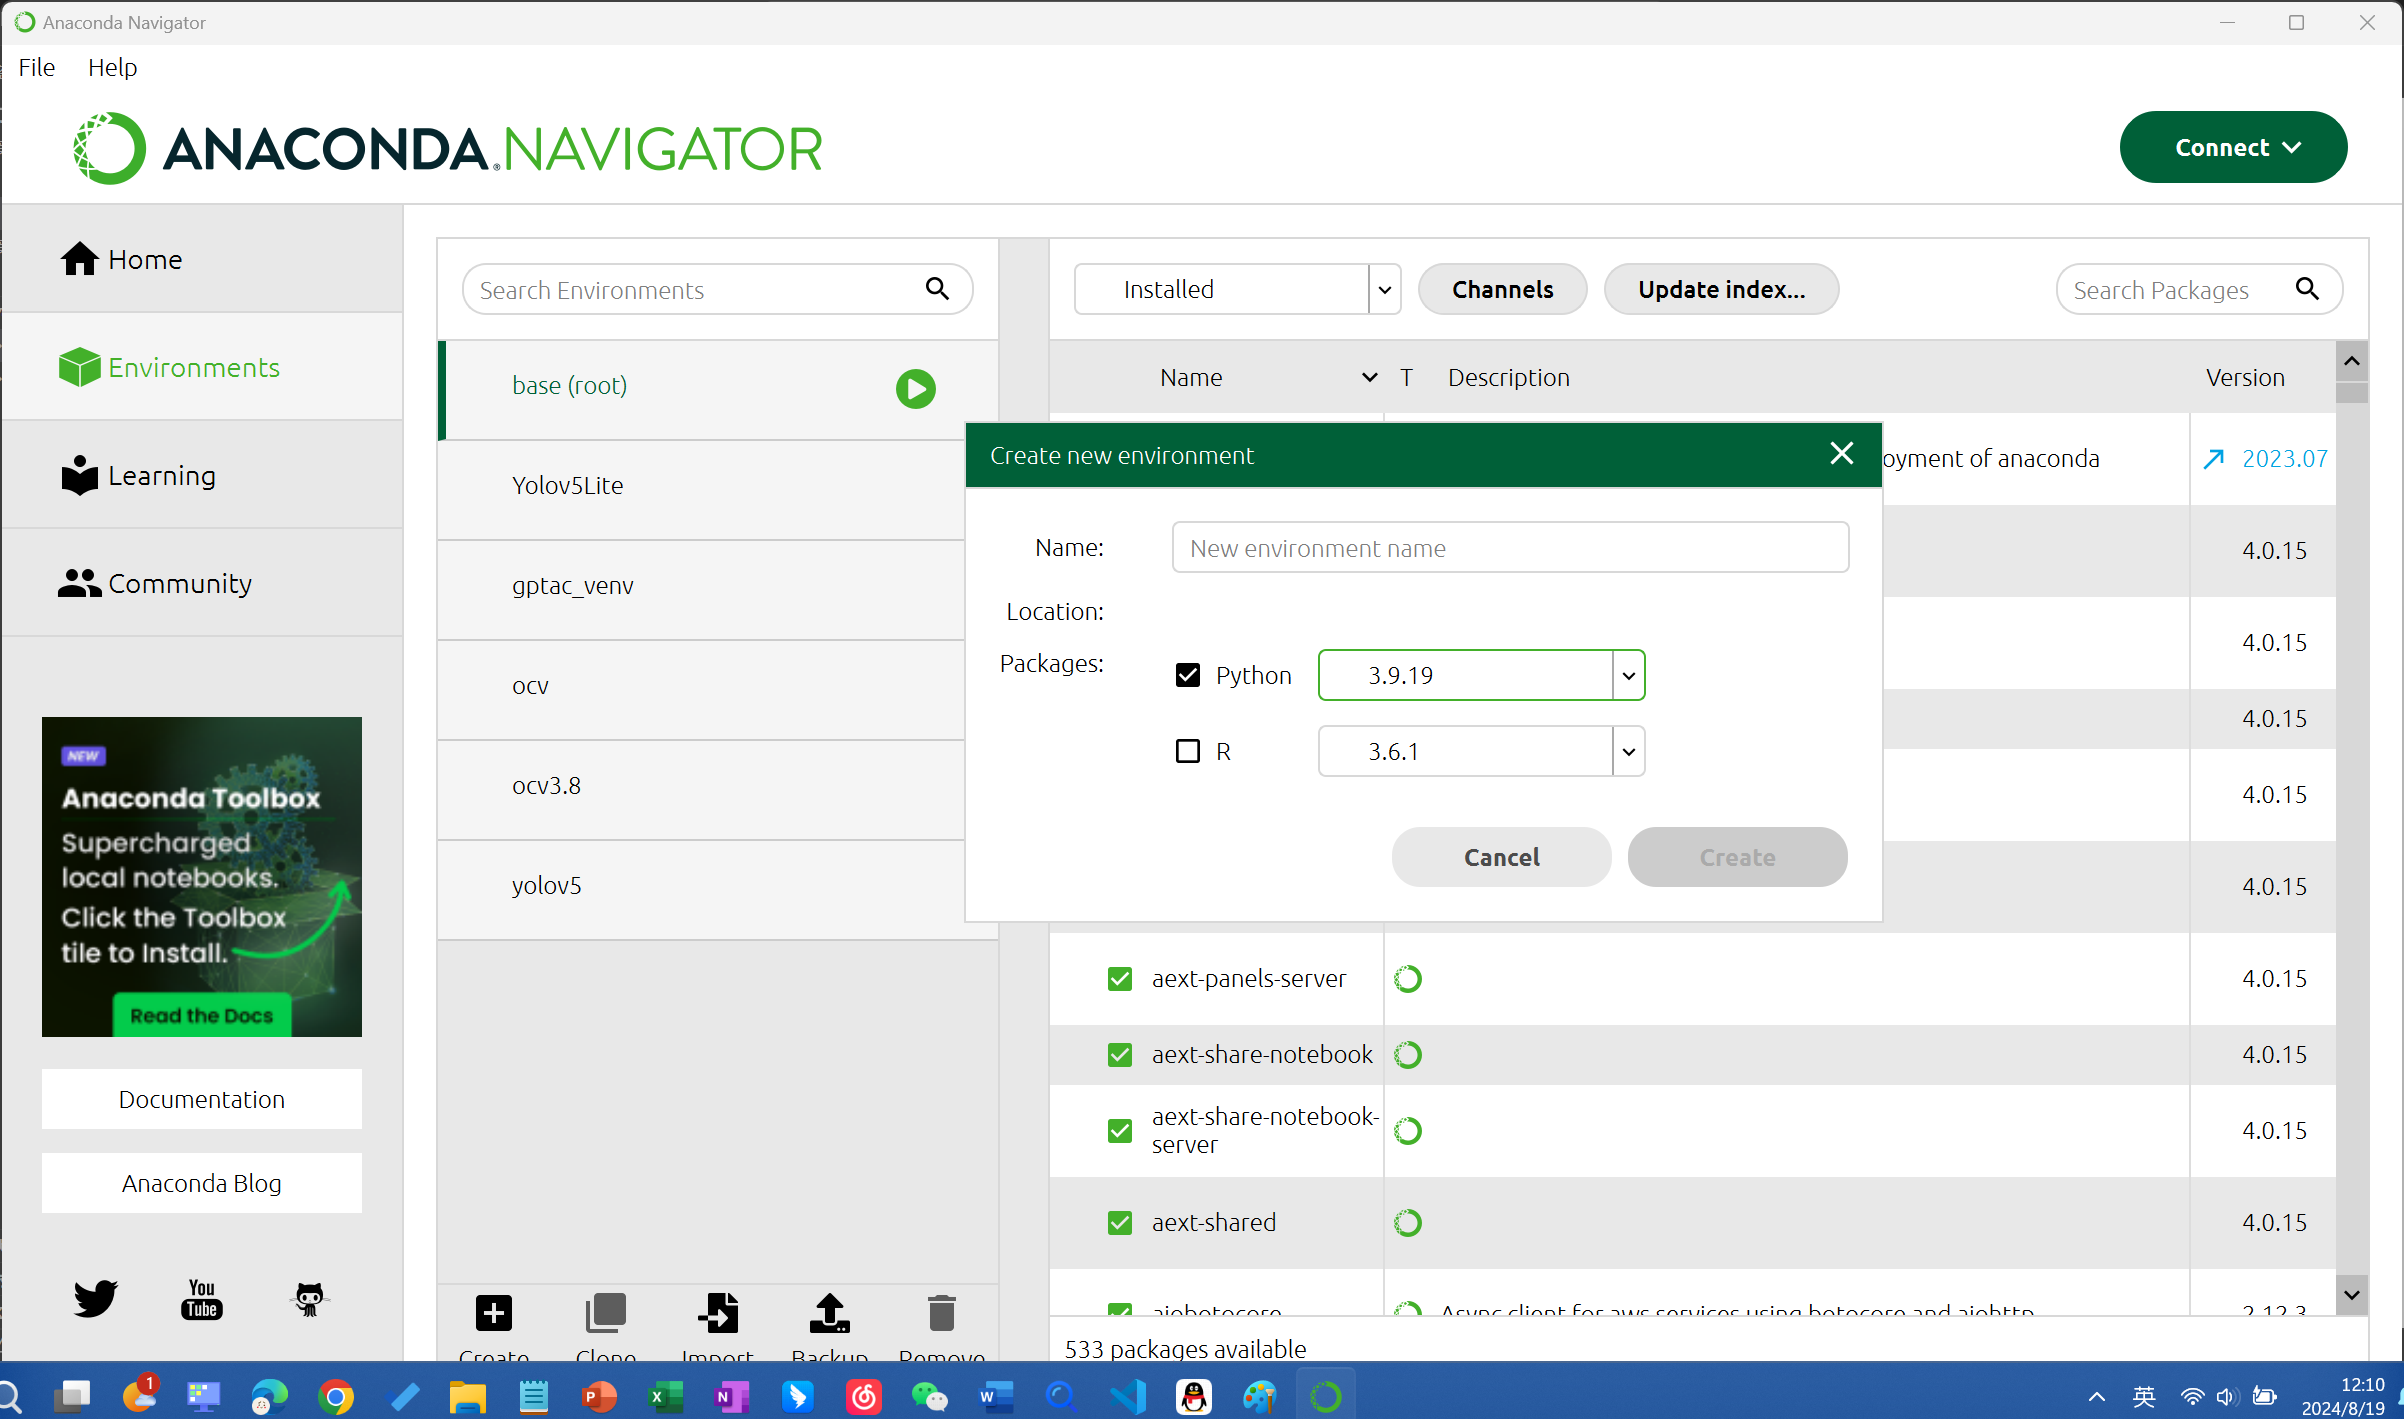 Anaconda Navigator
File Help
ANACONDA.NAVIGATOR
Connect
Home
Environments
Learning
Community
NEW
Anaconda Toolbox
Supercharged
local notebooks.
Click the Toolbox
tile to Install.
Read the Docs
Documentation
Anaconda Blog
You
Tube
Search Environments
base (root)
Yolov5Lite
gptac_venv
ocv
ocv3.8
yolov5
Create Clone Import Backup Remove
Installed Channels Update index... Search Packages
Name T Description Version
oyment of anaconda 2023.07
4.0.15
4.0.15
4.0.15
4.0.15
4.0.15
Create new environment
Name: New environment name
Location:
Packages: Python 3.9.19
R 3.6.1
Cancel Create
aext-panels-server 4.0.15
aext-share-notebook 4.0.15
aext-share-notebook-
server 4.0.15
aext-shared 4.0.15
aiobotocore Async client for aws services using botocore and aiohttp 2.12.3
533 packages available
1
英
12:10
2024/8/19